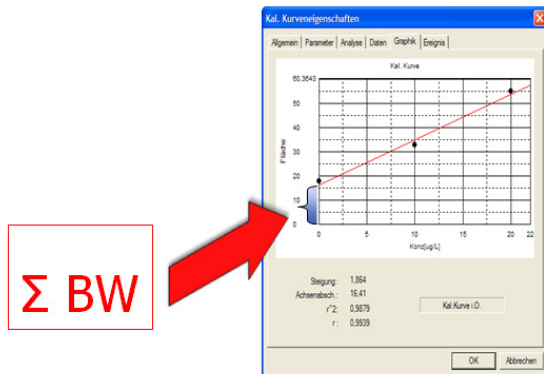 Kal. Kurveneigenschaften
Allgemein Parameter Analyse Daten Graphik Ereignis
Kal. Kurve
60,3643
50
40
30
20
10
0
Fläche
0 5 10 15 20 22
Konz[ug/L]
Σ BW
Steigung: 1,864
Achsenabsch.: 16,41
r^2: 0,9879
r: 0,9939
Kal.Kurve i.O.
OK Abbrechen